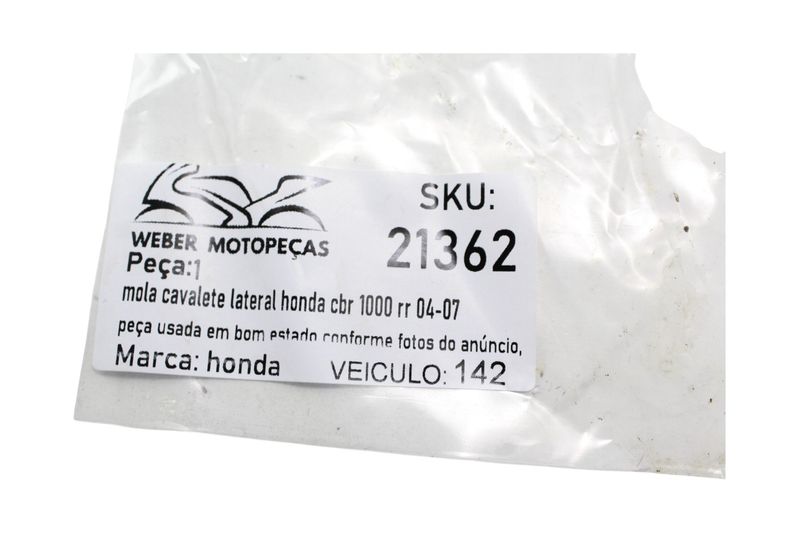 WEBER MOTOPEÇAS
SKU:
21362
Peça:1
mola cavalete lateral honda cbr 1000 rr 04-07
peça usada em bom estado conforme fotos do anúncio,
Marca: honda
VEICULO: 142